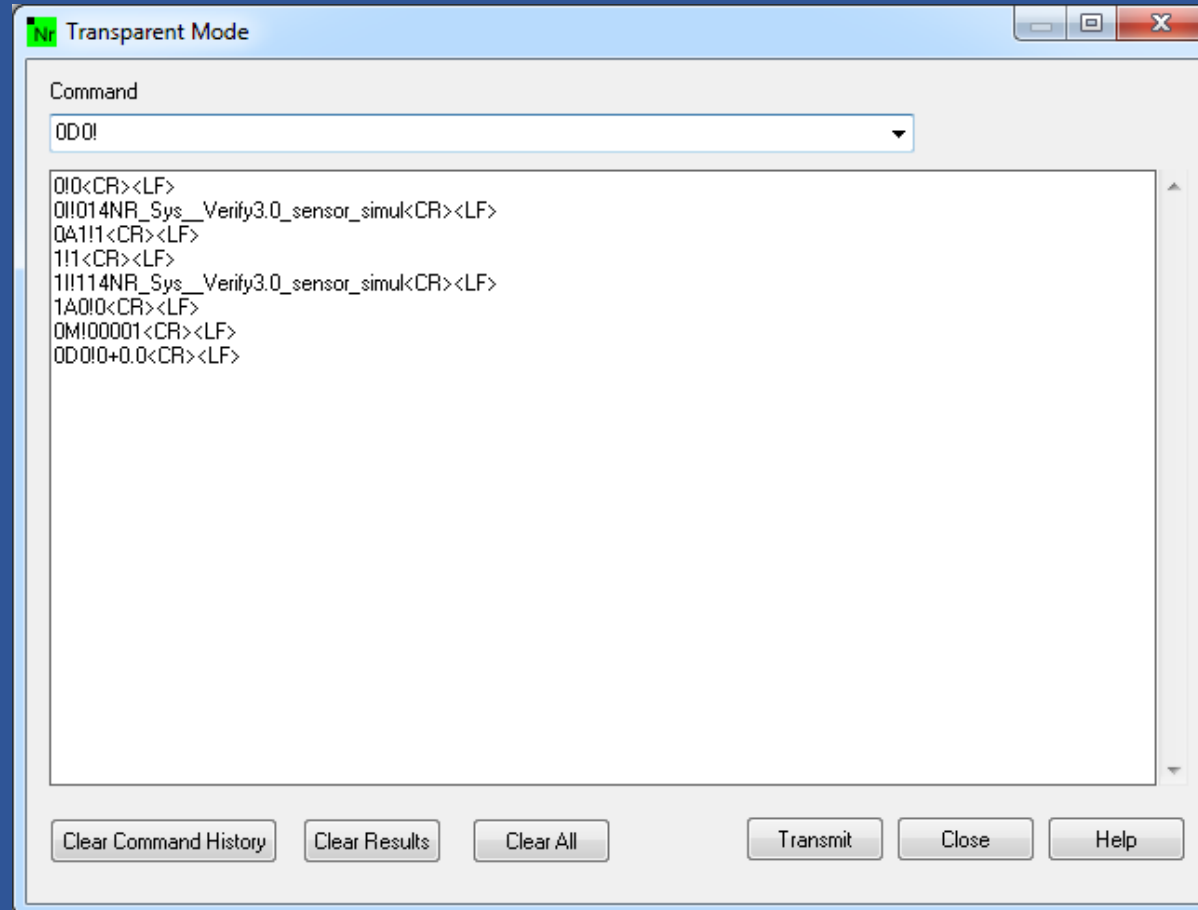 Nr Transparent Mode
Command
0D0!
0!0<CR><LF>
0I!014NR_Sys__Verify3.0_sensor_simul<CR><LF>
0A1!1<CR><LF>
1!1<CR><LF>
1I!114NR_Sys__Verify3.0_sensor_simul<CR><LF>
1A0!0<CR><LF>
0M!00001<CR><LF>
0D0!0+0.0<CR><LF>
Clear Command History Clear Results Clear All Transmit Close Help